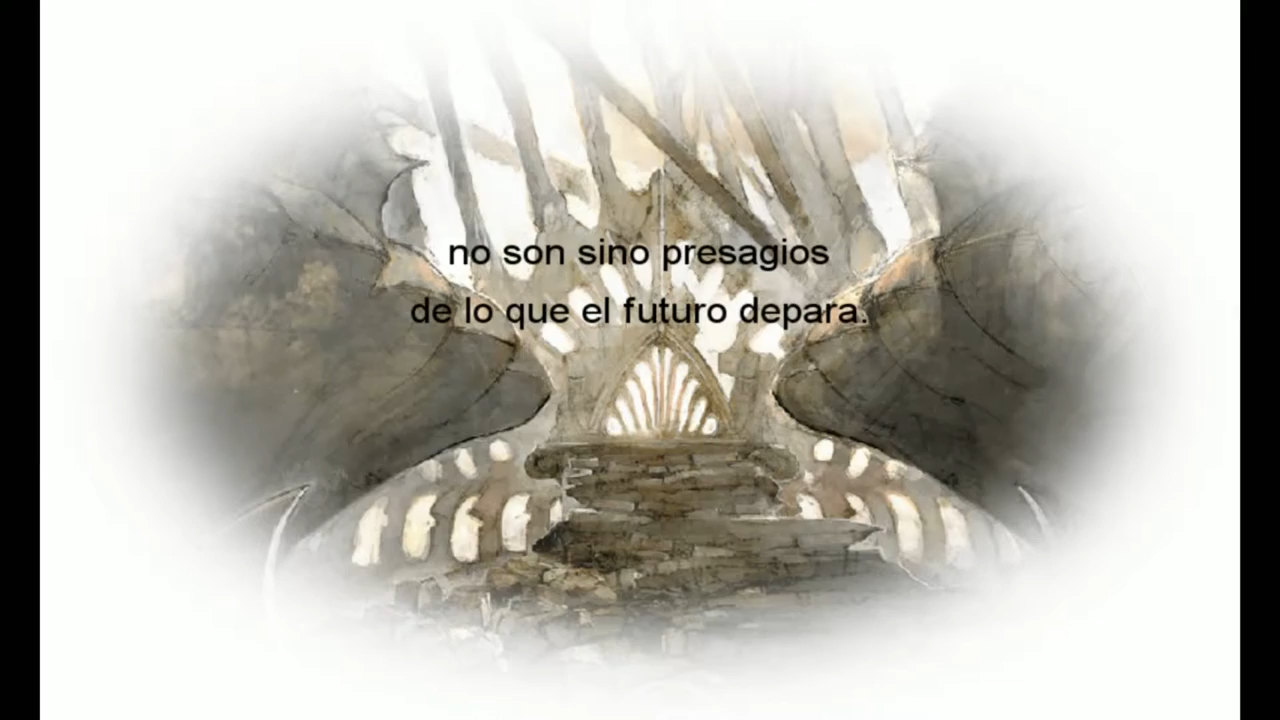 no son sino presagios
de lo que el futuro depara.